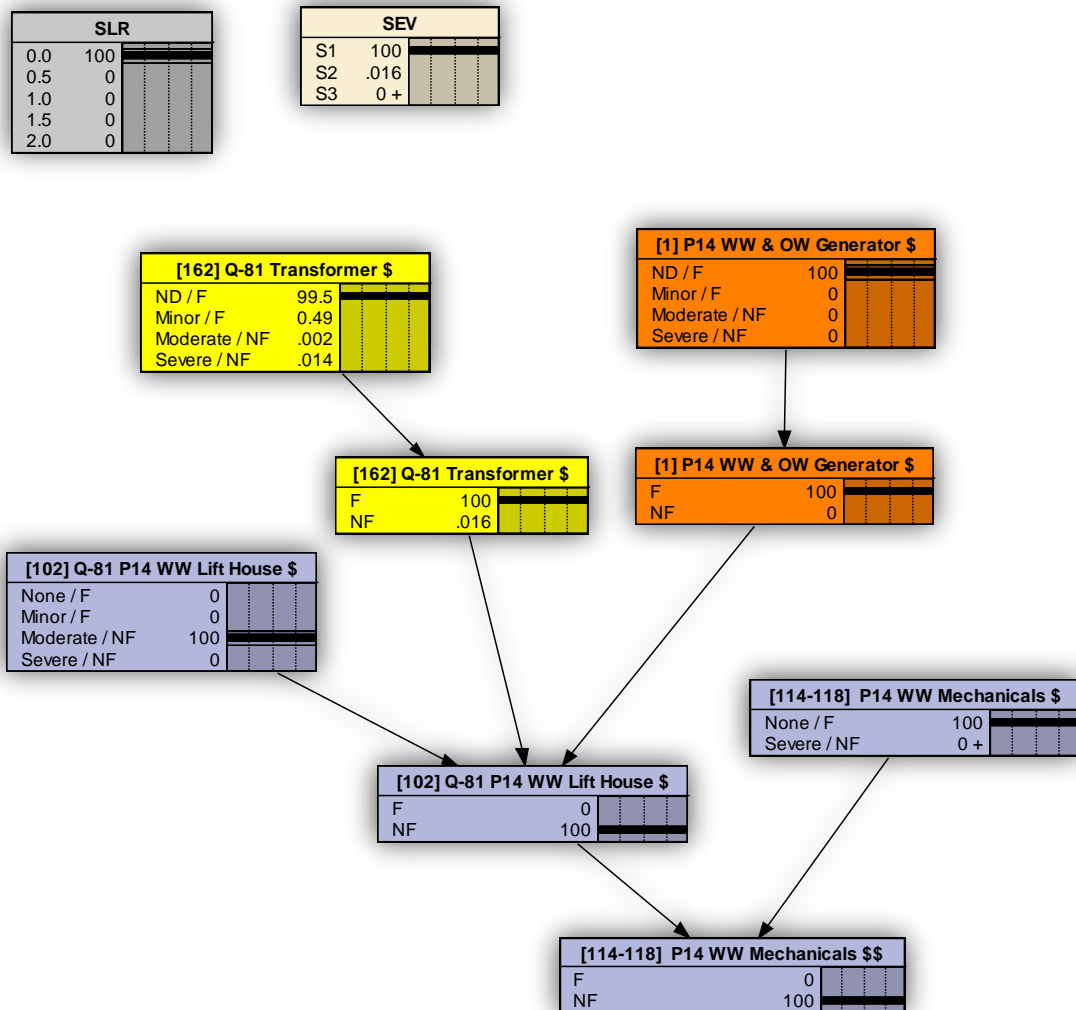 SLR
0.0 100
0.5 0
1.0 0
1.5 0
2.0 0
SEV
S1 100
S2 .016
S3 0 +
[162] Q-81 Transformer $
ND / F 99.5
Minor / F 0.49
Moderate / NF .002
Severe / NF .014
[1] P14 WW & OW Generator $
ND / F 100
Minor / F 0
Moderate / NF 0
Severe / NF 0
[162] Q-81 Transformer $
F 100
NF .016
[1] P14 WW & OW Generator $
F 100
NF 0
[102] Q-81 P14 WW Lift House $
None / F 0
Minor / F 0
Moderate / NF 100
Severe / NF 0
[114-118] P14 WW Mechanicals $
None / F 100
Severe / NF 0 +
[102] Q-81 P14 WW Lift House $
F 0
NF 100
[114-118] P14 WW Mechanicals $$
F 0
NF 100